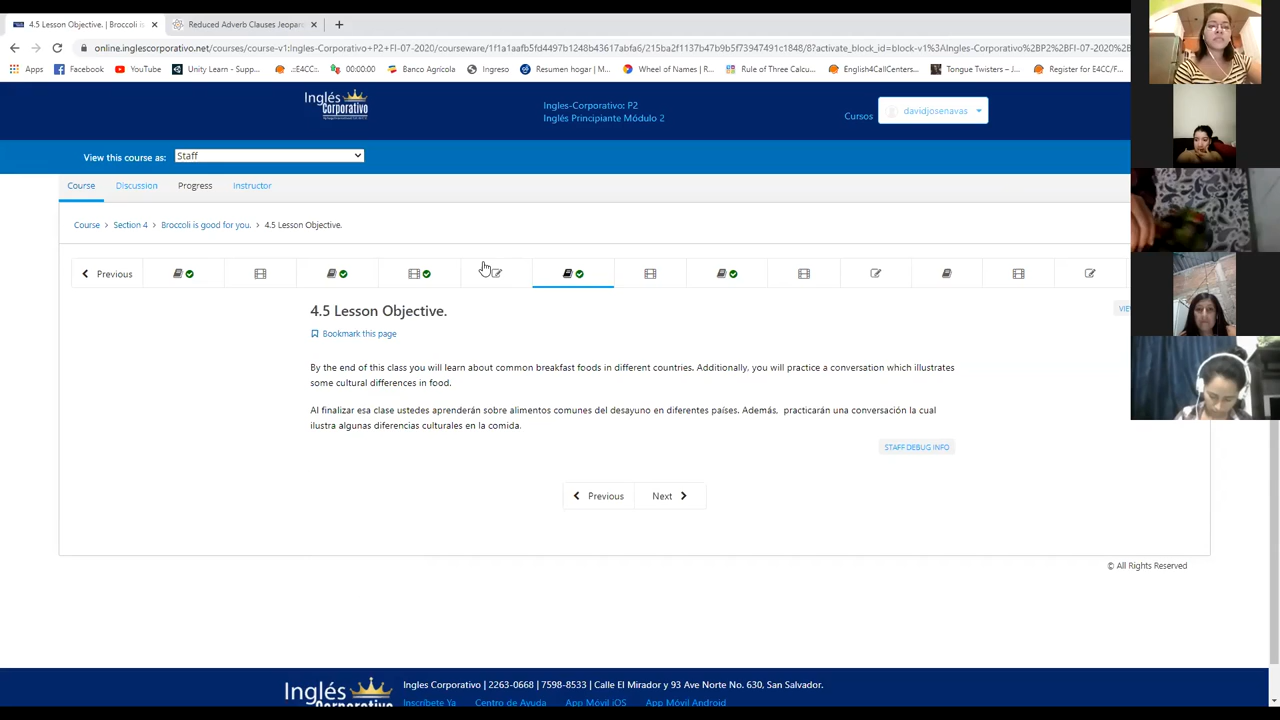 4.5 Lesson Objective. | Broccoli is
Reduced Adverb Clauses Jeopar
online.inglescorporativo.net/courses/course-v1:Ingles-Corporativo+P2+FI-07-2020/courseware/1f1a1aafb5fd4497b1248b43617abfa6/215ba2f1137b47b9b5f73947491c1848/8?activate_block_id=block-v1%3AIngles-Corporativo%2BP2%2BFI-07-2020%2B
Apps Facebook YouTube Unity Learn - Supp... .::E4CC:. 00:00:00 Banco Agrícola Ingreso Resumen hogar | M... Wheel of Names | R... Rule of Three Calcu... English4CallCenters... Tongue Twisters – J... Register for E4CC/F...
Inglés
Corporativo
Ingles-Corporativo: P2
Inglés Principiante Módulo 2
Cursos
davidjosenavas
View this course as: Staff
Course Discussion Progress Instructor
Course > Section 4 > Broccoli is good for you. > 4.5 Lesson Objective.
Previous
4.5 Lesson Objective.
VIE
Bookmark this page
By the end of this class you will learn about common breakfast foods in different countries. Additionally, you will practice a conversation which illustrates
some cultural differences in food.
Al finalizar esa clase ustedes aprenderán sobre alimentos comunes del desayuno en diferentes países. Además, practicarán una conversación la cual
ilustra algunas diferencias culturales en la comida.
STAFF DEBUG INFO
Previous Next
© All Rights Reserved
Inglés
Ingles Corporativo | 2263-0668 | 7598-8533 | Calle El Mirador y 93 Ave Norte No. 630, San Salvador.
Inscríbete Ya Centro de Ayuda App Móvil iOS App Móvil Android